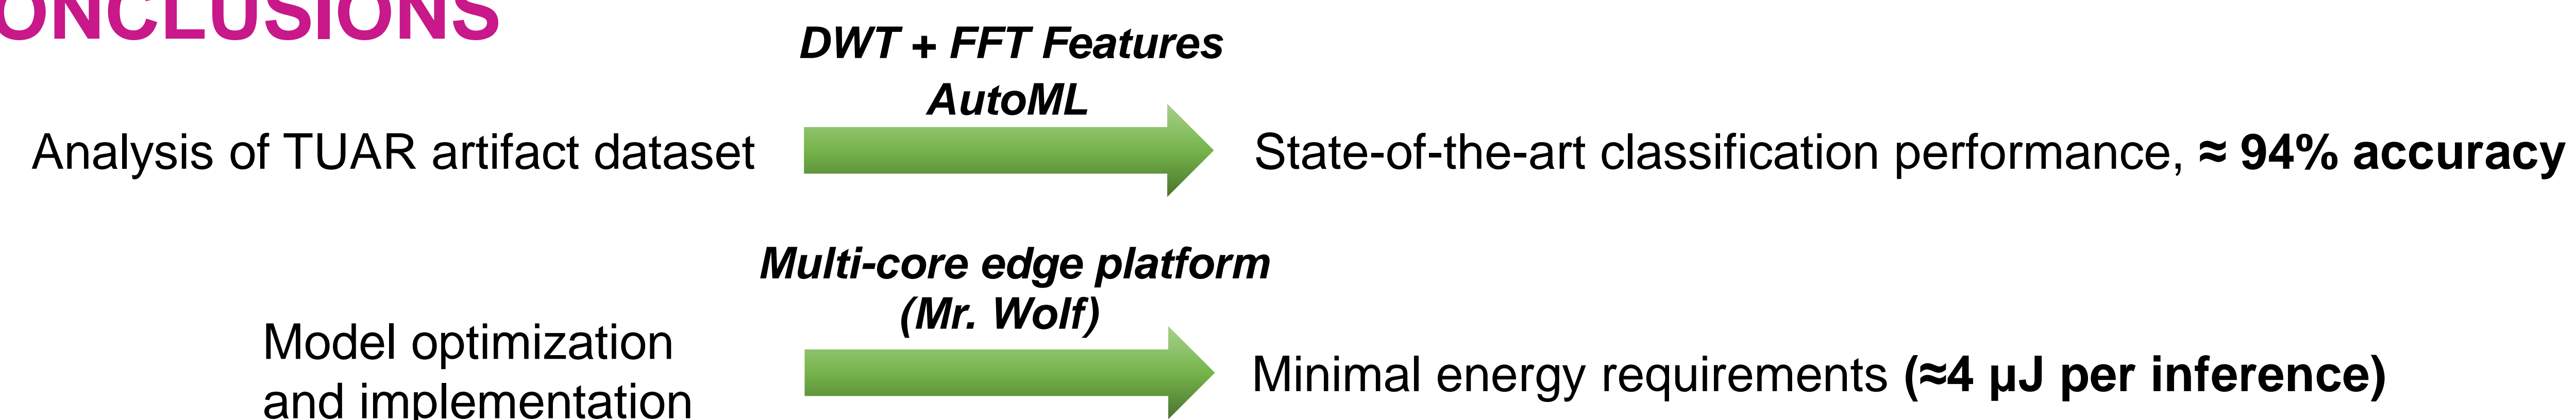 ONCLUSIONS
DWT + FFT Features
AutoML
Analysis of TUAR artifact dataset
State-of-the-art classification performance, ≈ 94% accuracy
Multi-core edge platform
(Mr. Wolf)
Model optimization
and implementation
Minimal energy requirements (≈4 µJ per inference)